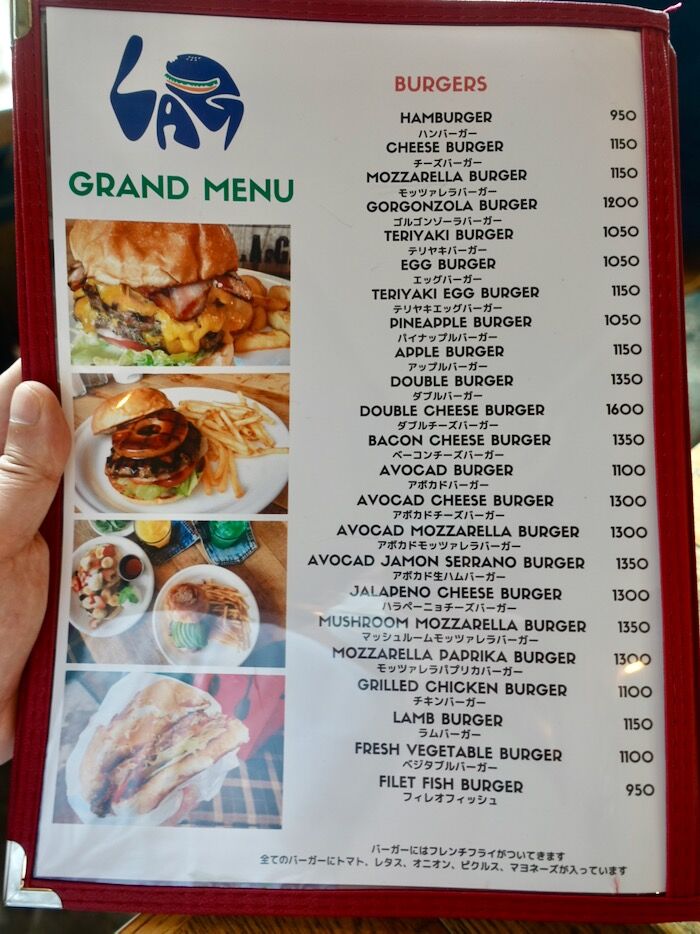 LAG
GRAND MENU
BURGERS
HAMBURGER 950
ハンバーガー
CHEESE BURGER 1150
チーズバーガー
MOZZARELLA BURGER 1150
モッツァレラバーガー
GORGONZOLA BURGER 1200
ゴルゴンゾーラバーガー
TERIYAKI BURGER 1050
テリヤキバーガー
EGG BURGER 1050
エッグバーガー
TERIYAKI EGG BURGER 1150
テリヤキエッグバーガー
PINEAPPLE BURGER 1050
パイナップルバーガー
APPLE BURGER 1150
アップルバーガー
DOUBLE BURGER 1350
ダブルバーガー
DOUBLE CHEESE BURGER 1600
ダブルチーズバーガー
BACON CHEESE BURGER 1350
ベーコンチーズバーガー
AVOCAD BURGER 1100
アボカドバーガー
AVOCAD CHEESE BURGER 1300
アボカドチーズバーガー
AVOCAD MOZZARELLA BURGER 1300
アボカドモッツァレラバーガー
AVOCAD JAMON SERRANO BURGER 1350
アボカド生ハムバーガー
JALAPENO CHEESE BURGER 1300
ハラペーニョチーズバーガー
MUSHROOM MOZZARELLA BURGER 1350
マッシュルームモッツァレラバーガー
MOZZARELLA PAPRIKA BURGER 1300
モッツァレラパプリカバーガー
GRILLED CHICKEN BURGER 1100
チキンバーガー
LAMB BURGER 1150
ラムバーガー
FRESH VEGETABLE BURGER 1100
ベジタブルバーガー
FILET FISH BURGER 950
フィレオフィッシュ
バーガーにはフレンチフライがついてきます
全てのバーガーにトマト、レタス、オニオン、ピクルス、マヨネーズが入っています